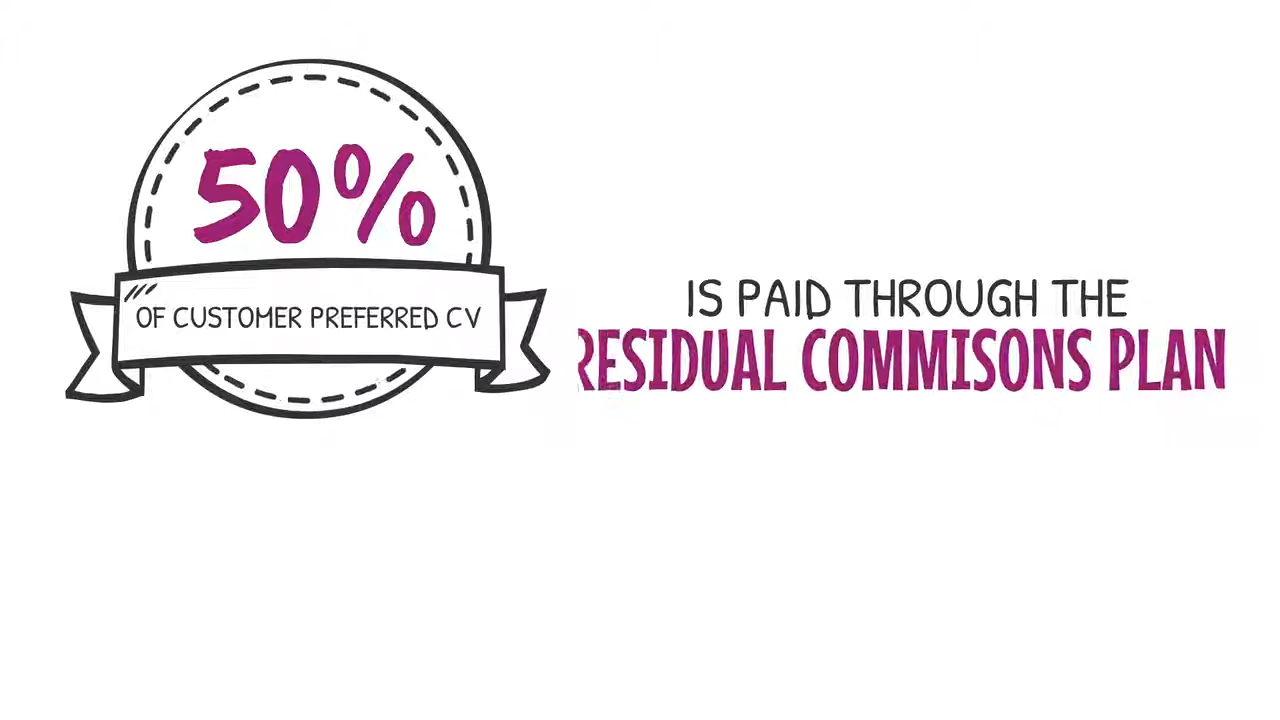 50%
OF CUSTOMER PREFERRED CV
IS PAID THROUGH THE
RESIDUAL COMMISONS PLAN